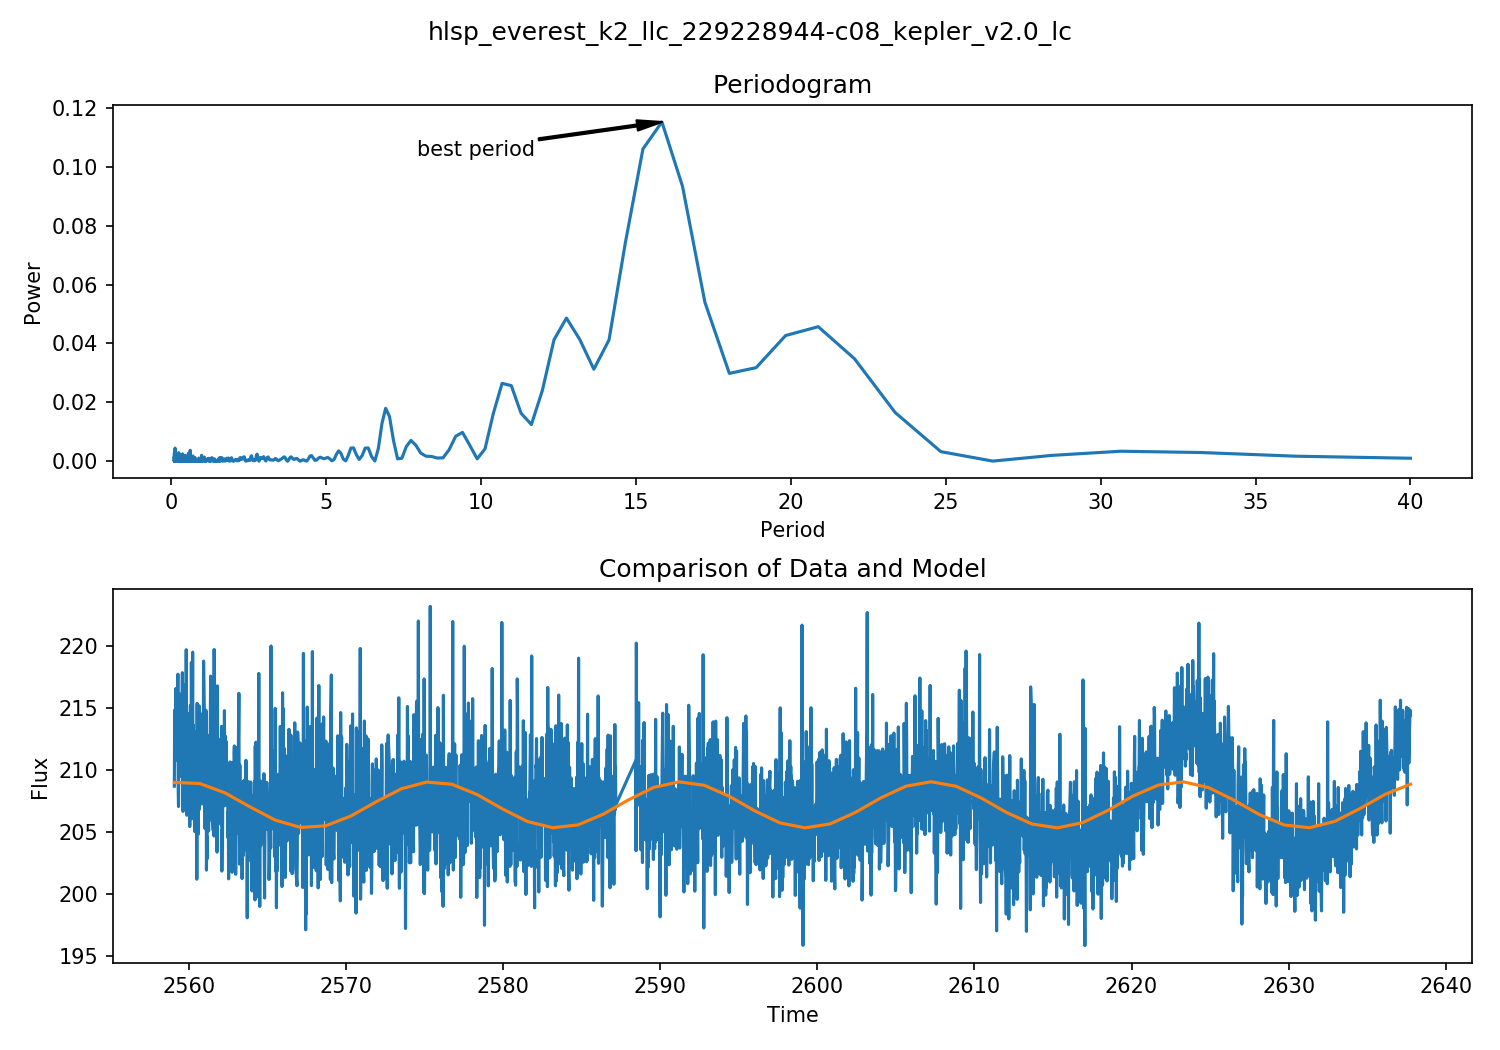 hlsp_everest_k2_llc_229228944-c08_kepler_v2.0_lc
Periodogram
0.12
0.10
0.08
0.06
0.04
0.02
0.00
Power
best period
0 5 10 15 20 25 30 35 40
Period
Comparison of Data and Model
220
215
210
205
200
195
Flux
2560 2570 2580 2590 2600 2610 2620 2630 2640
Time